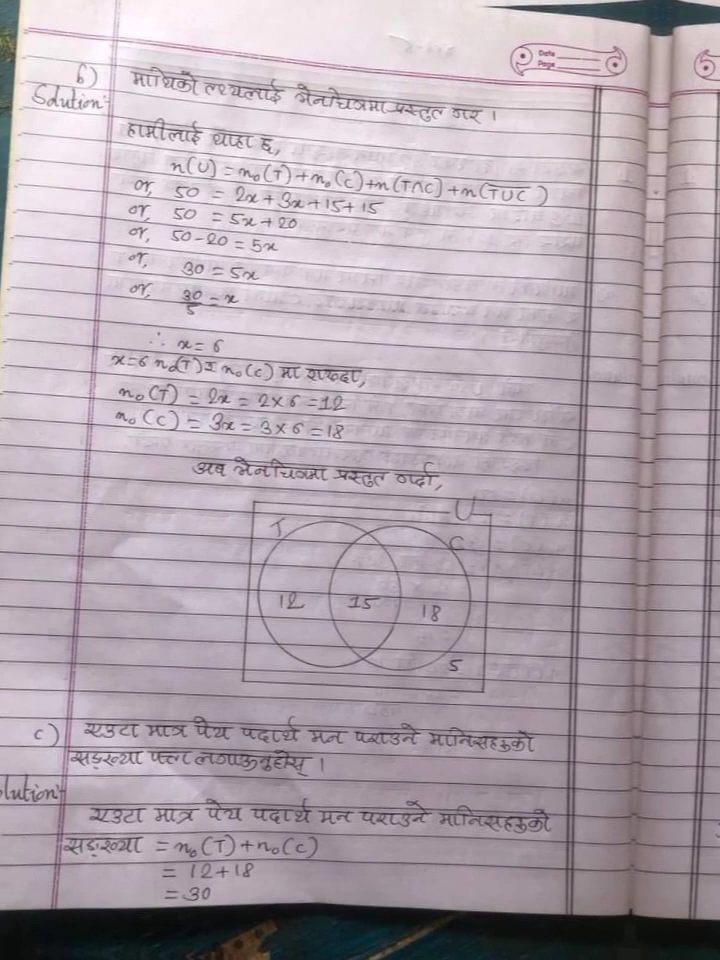 Date
Page
b) माथिको तथ्यलाई भेनचित्रमा प्रस्तुत गर ।
Solution:
हामीलाई थाहा छ,
n(U) = n₀(T) + n₀(C) + n(T∩C) + n(T∪C)
or, 50 = 2x + 3x + 15 + 15
or, 50 = 5x + 20
or, 50 - 20 = 5x
or, 30 = 5x
or, 30/5 = x
∴ x = 6
x = 6 n₀(T) र n₀(C) मा राख्दा,
n₀(T) = 2x = 2×6 = 12
n₀(C) = 3x = 3×6 = 18
अब भेनचित्रमा प्रस्तुत गर्दा,
U
T C
12 15 18
5
c) एउटा मात्र पेय पदार्थ मन पराउने मानिसहरुको
सङ्ख्या पत्ता लगाउनुहोस् ।
lution:
एउटा मात्र पेय पदार्थ मन पराउने मानिसहरुको
सङ्ख्या = n₀(T) + n₀(C)
= 12 + 18
= 30